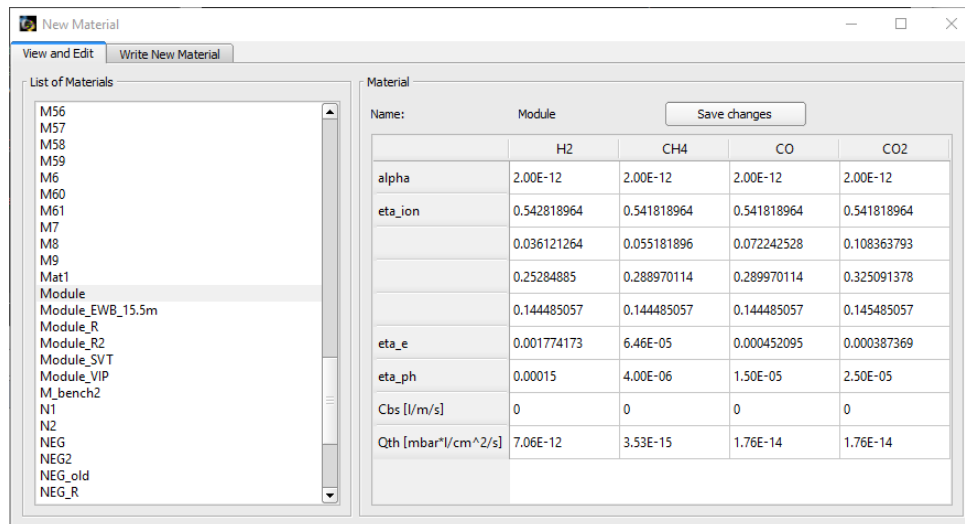 New Material
View and Edit Write New Material
List of Materials
M56
M57
M58
M59
M6
M60
M61
M7
M8
M9
Mat1
Module
Module_EWB_15.5m
Module_R
Module_R2
Module_SVT
Module_VIP
M_bench2
N1
N2
NEG
NEG2
NEG_old
NEG_R
Material
Name: Module Save changes
H2 CH4 CO CO2
alpha 2.00E-12 2.00E-12 2.00E-12 2.00E-12
eta_ion 0.542818964 0.541818964 0.541818964 0.541818964
0.036121264 0.055181896 0.072242528 0.108363793
0.25284885 0.288970114 0.289970114 0.325091378
0.144485057 0.144485057 0.144485057 0.145485057
eta_e 0.001774173 6.46E-05 0.000452095 0.000387369
eta_ph 0.00015 4.00E-06 1.50E-05 2.50E-05
Cbs [l/m/s] 0 0 0 0
Qth [mbar*l/cm^2/s] 7.06E-12 3.53E-15 1.76E-14 1.76E-14